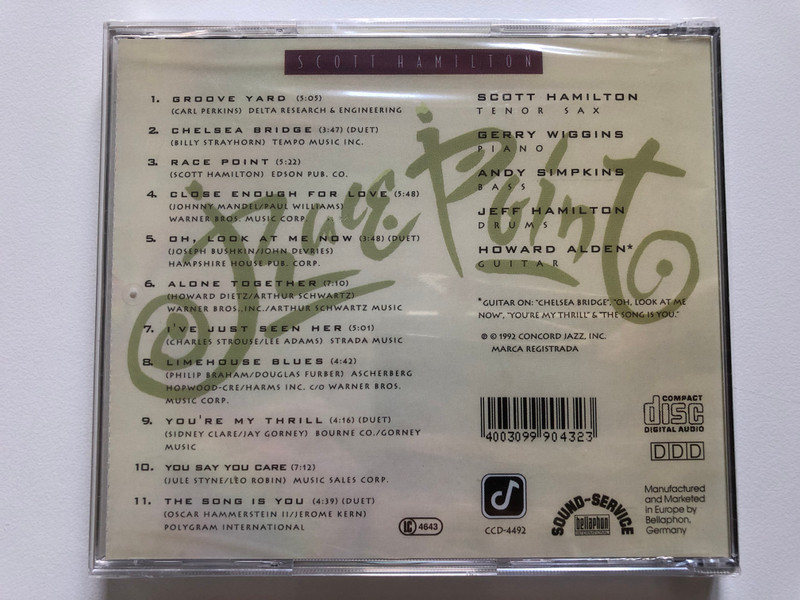 SCOTT HAMILTON
Race Point
1. GROOVE YARD (5:05)
(CARL PERKINS) DELTA RESEARCH & ENGINEERING
2. CHELSEA BRIDGE (3:47) (DUET)
(BILLY STRAYHORN) TEMPO MUSIC INC.
3. RACE POINT (5:22)
(SCOTT HAMILTON) EDSON PUB. CO.
4. CLOSE ENOUGH FOR LOVE (5:48)
(JOHNNY MANDEL/PAUL WILLIAMS)
WARNER BROS. MUSIC CORP.
5. OH, LOOK AT ME NOW (3:48) (DUET)
(JOSEPH BUSHKIN/JOHN DEVRIES)
HAMPSHIRE HOUSE PUB. CORP.
6. ALONE TOGETHER (7:10)
(HOWARD DIETZ/ARTHUR SCHWARTZ)
WARNER BROS., INC./ARTHUR SCHWARTZ MUSIC
7. I'VE JUST SEEN HER (5:01)
(CHARLES STROUSE/LEE ADAMS) STRADA MUSIC
8. LIMEHOUSE BLUES (4:42)
(PHILIP BRAHAM/DOUGLAS FURBER) ASCHERBERG
HOPWOOD-CRE/HARMS INC. C/O WARNER BROS.
MUSIC CORP.
9. YOU'RE MY THRILL (4:16) (DUET)
(SIDNEY CLARE/JAY GORNEY) BOURNE CO./GORNEY
MUSIC
10. YOU SAY YOU CARE (7:12)
(JULE STYNE/LEO ROBIN) MUSIC SALES CORP.
11. THE SONG IS YOU (4:39) (DUET)
(OSCAR HAMMERSTEIN II/JEROME KERN)
POLYGRAM INTERNATIONAL
LC 4643
SCOTT HAMILTON
TENOR SAX
GERRY WIGGINS
PIANO
ANDY SIMPKINS
BASS
JEFF HAMILTON
DRUMS
HOWARD ALDEN*
GUITAR
*GUITAR ON: "CHELSEA BRIDGE", "OH, LOOK AT ME
NOW", "YOU'RE MY THRILL" & "THE SONG IS YOU."
℗ © 1992 CONCORD JAZZ, INC.
MARCA REGISTRADA
4003099 904323
COMPACT
disc
DIGITAL AUDIO
DDD
CCD-4492
SOUND-SERVICE
bellaphon
Manufactured
and Marketed
in Europe by
Bellaphon,
Germany